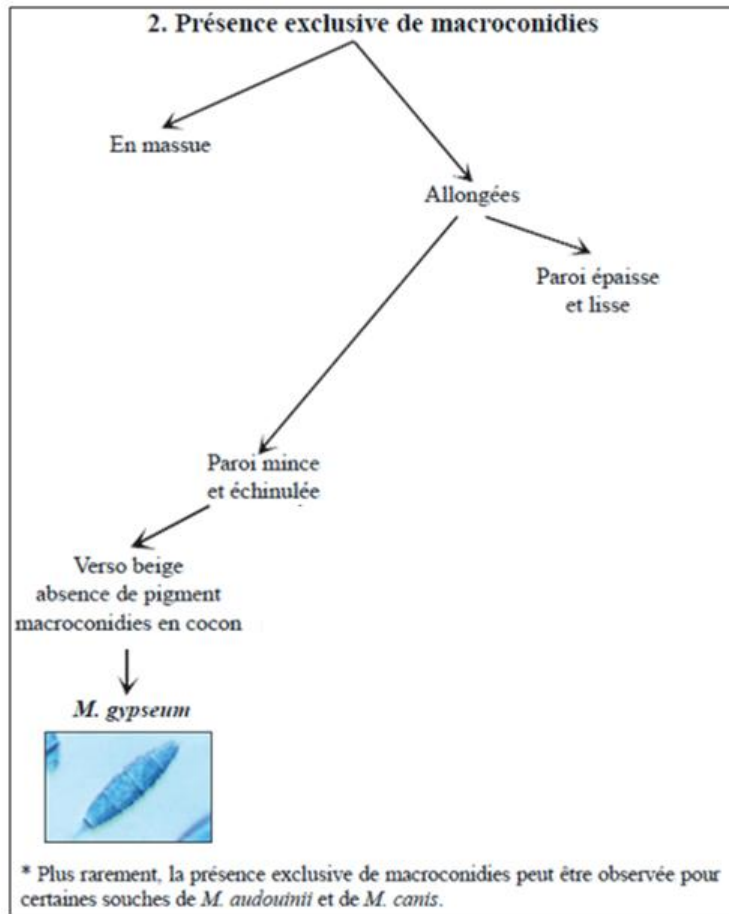 2. Présence exclusive de macroconidies
En massue
Allongées
Paroi épaisse
et lisse
Paroi mince
et échinulée
Verso beige
absence de pigment
macroconidies en cocon
M. gypseum
* Plus rarement, la présence exclusive de macroconidies peut être observée pour
certaines souches de M. audouinii et de M. canis.